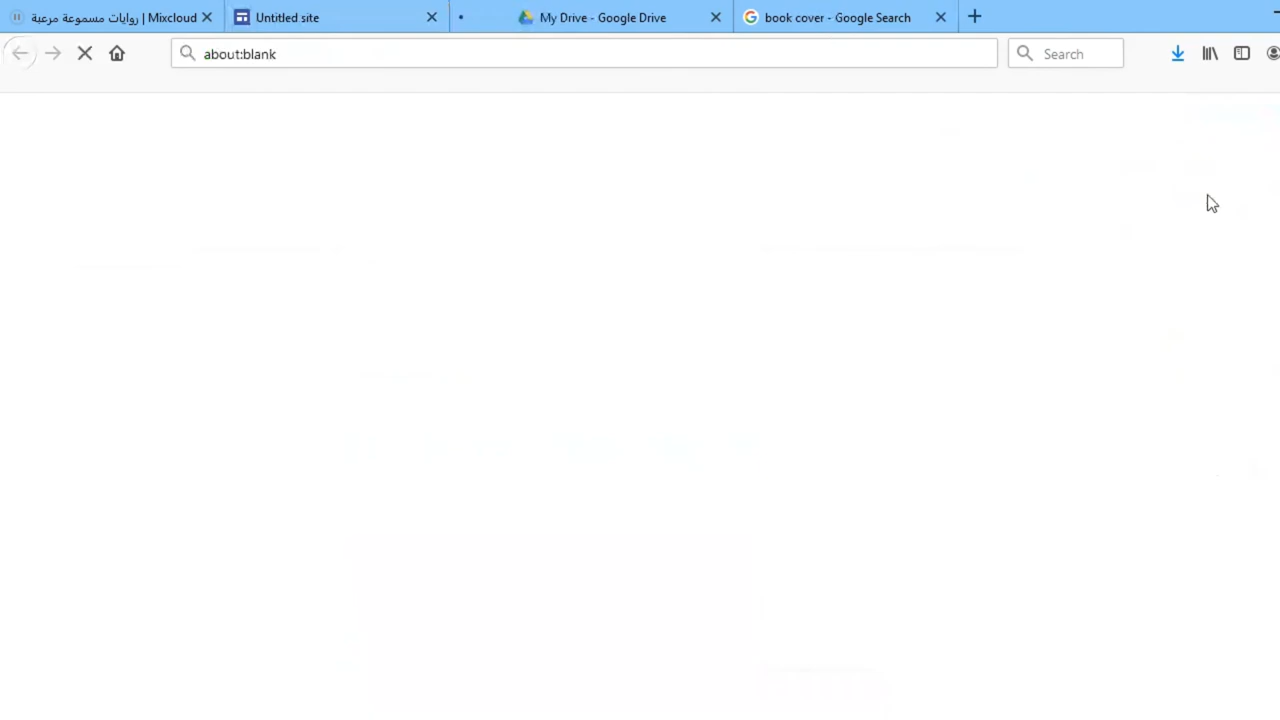 روايات مسموعة مرعبة | Mixcloud
Untitled site
My Drive - Google Drive
book cover - Google Search
about:blank
Search